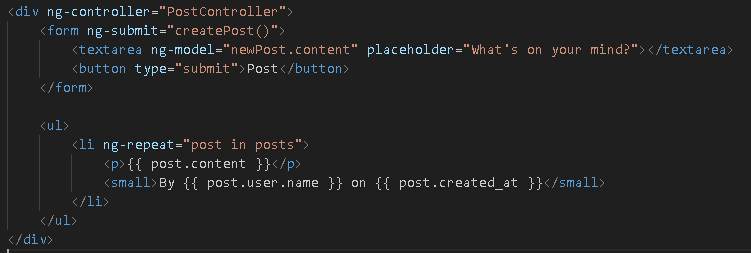 <div ng-controller="PostController">
    <form ng-submit="createPost()">
        <textarea ng-model="newPost.content" placeholder="What's on your mind?"></textarea>
        <button type="submit">Post</button>
    </form>

    <ul>
        <li ng-repeat="post in posts">
            <p>{{ post.content }}</p>
            <small>By {{ post.user.name }} on {{ post.created_at }}</small>
        </li>
    </ul>
</div>